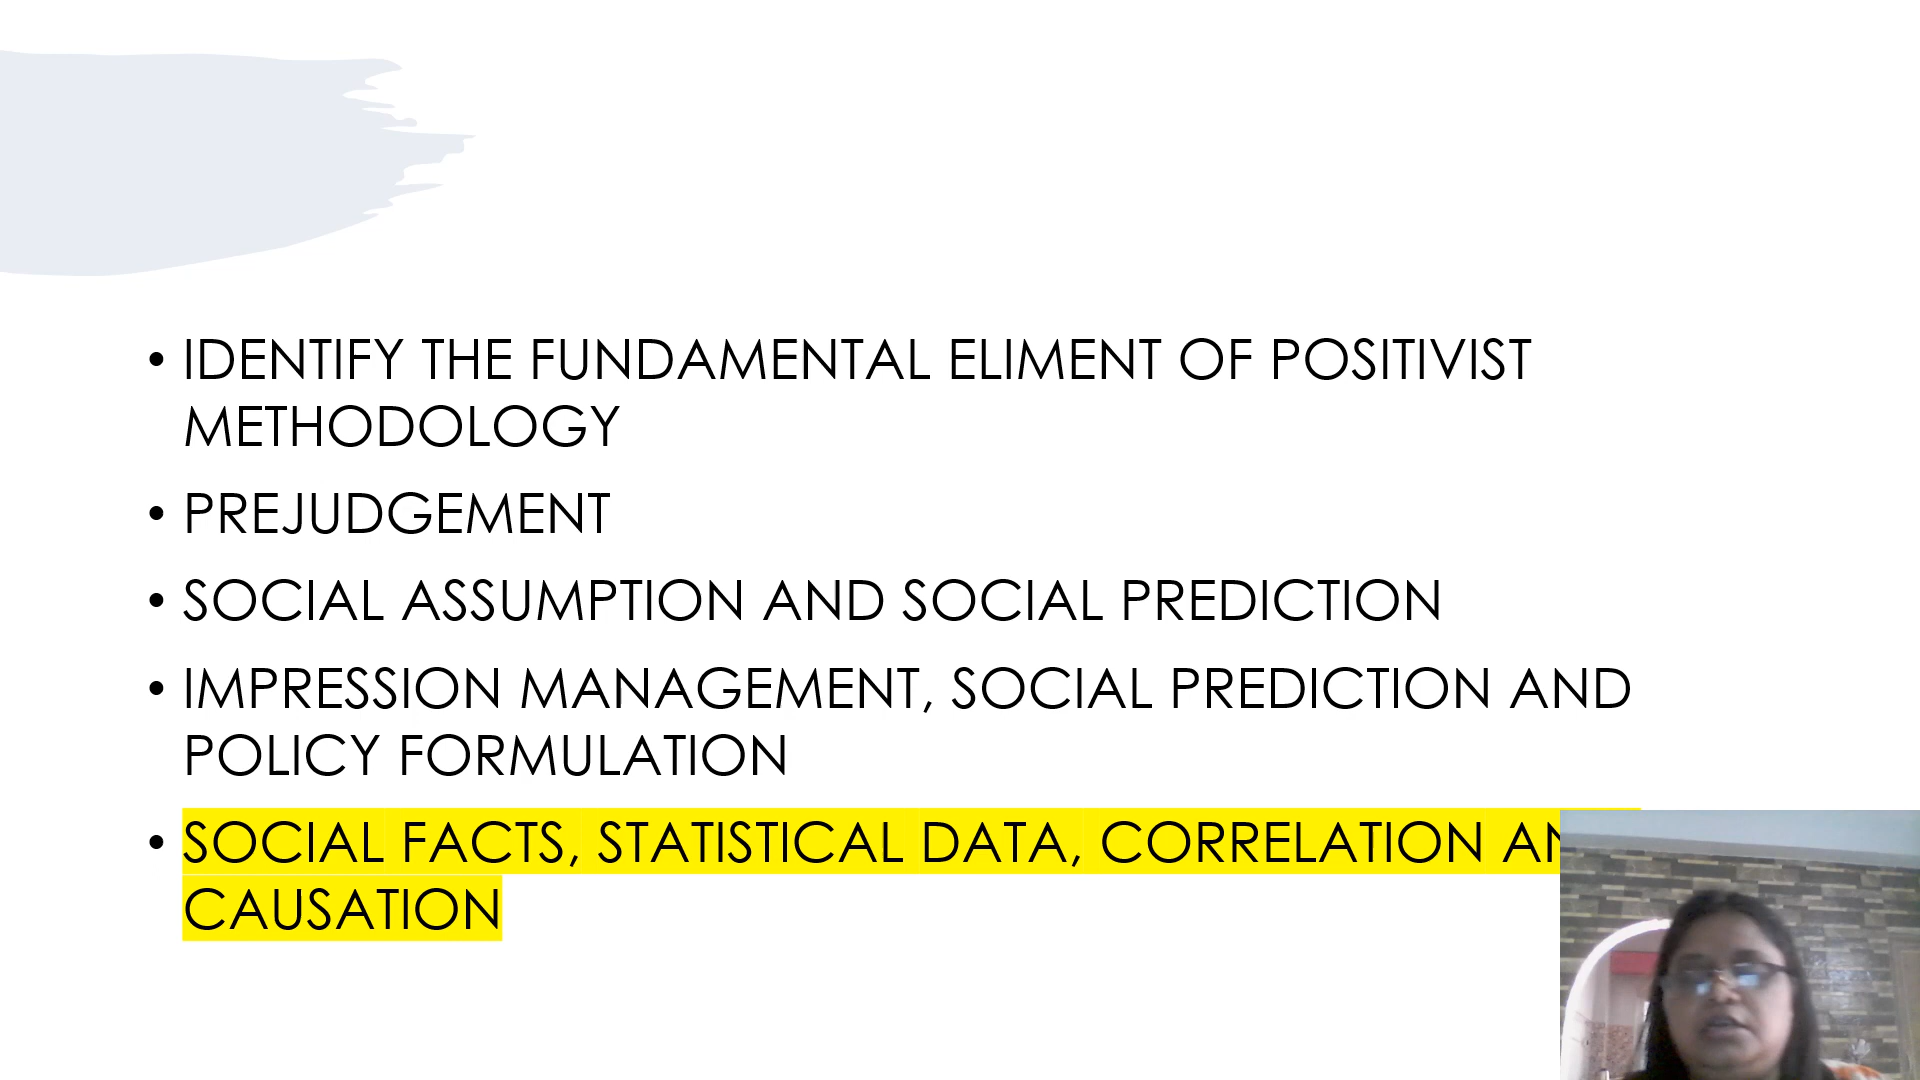 • IDENTIFY THE FUNDAMENTAL ELIMENT OF POSITIVIST
METHODOLOGY
• PREJUDGEMENT
• SOCIAL ASSUMPTION AND SOCIAL PREDICTION
• IMPRESSION MANAGEMENT, SOCIAL PREDICTION AND
POLICY FORMULATION
• SOCIAL FACTS, STATISTICAL DATA, CORRELATION
CAUSATION